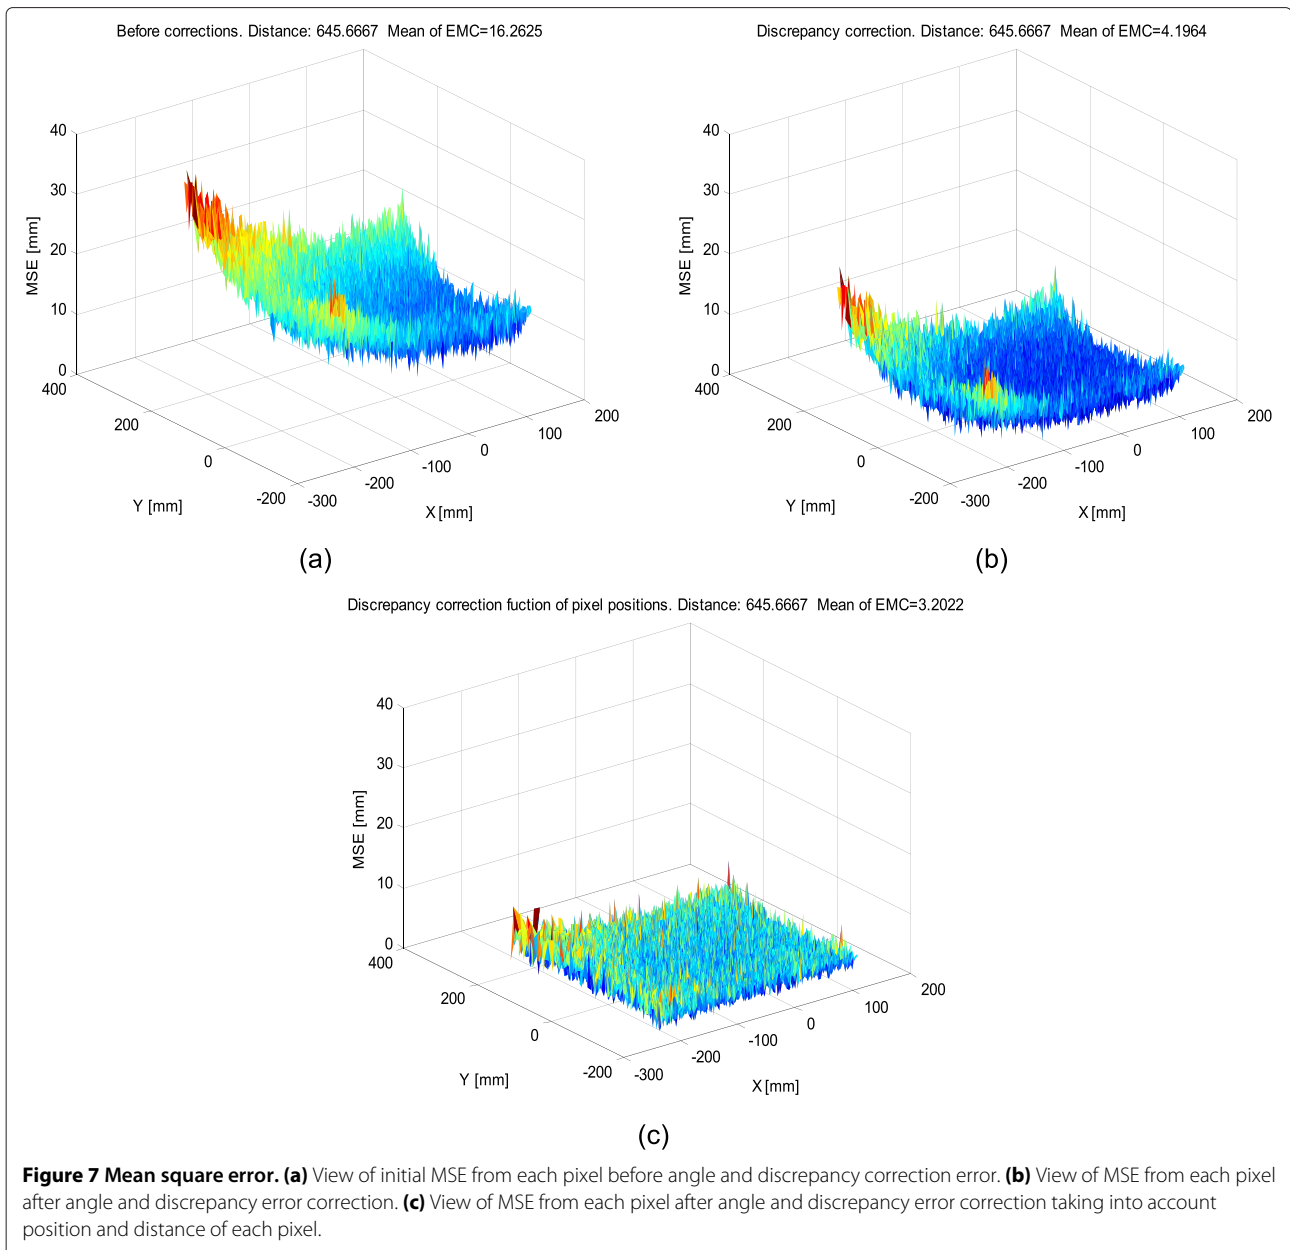 Before corrections. Distance: 645.6667 Mean of EMC=16.2625
40
30
20
10
0
MSE [mm]
400
200
0
-200
Y [mm]
-300
-200
-100
0
100
200
X [mm]
(a)
Discrepancy correction. Distance: 645.6667 Mean of EMC=4.1964
40
30
20
10
0
MSE [mm]
400
200
0
-200
Y [mm]
-300
-200
-100
0
100
200
X [mm]
(b)
Discrepancy correction fuction of pixel positions. Distance: 645.6667 Mean of EMC=3.2022
40
30
20
10
0
MSE [mm]
400
200
0
-200
Y [mm]
-300
-200
-100
0
100
200
X [mm]
(c)
Figure 7 Mean square error. (a) View of initial MSE from each pixel before angle and discrepancy correction error. (b) View of MSE from each pixel
after angle and discrepancy error correction. (c) View of MSE from each pixel after angle and discrepancy error correction taking into account
position and distance of each pixel.